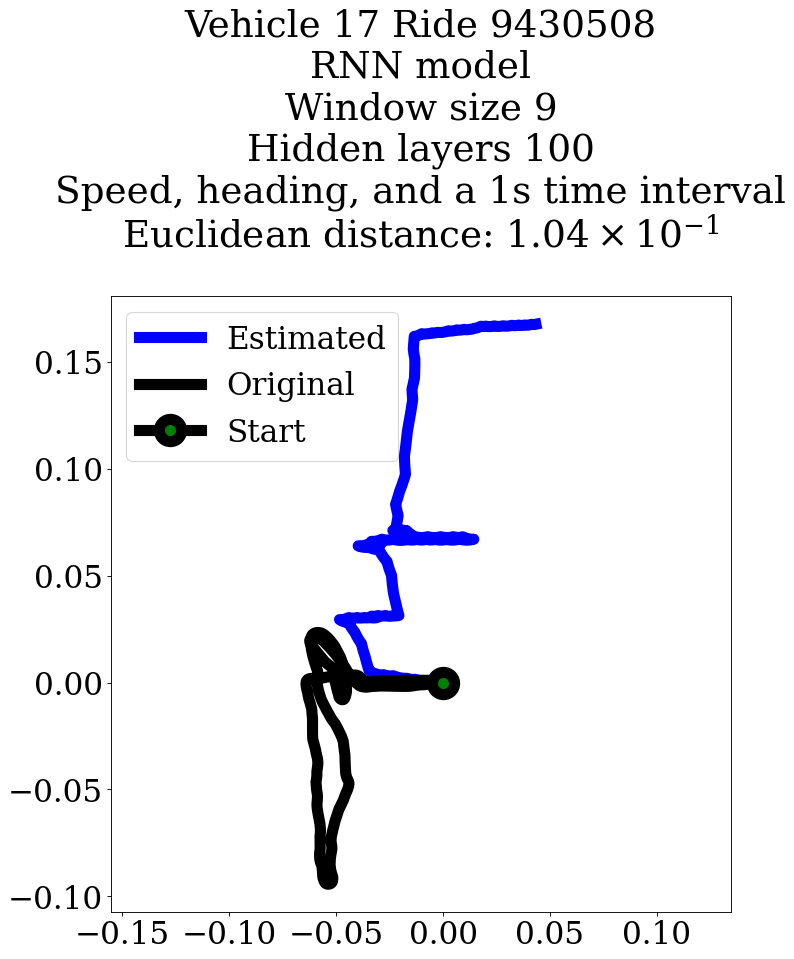 Vehicle 17 Ride 9430508
RNN model
Window size 9
Hidden layers 100
Speed, heading, and a 1s time interval
Euclidean distance: 1.04 × 10⁻¹
Estimated
Original
Start
0.15
0.10
0.05
0.00
−0.05
−0.10
−0.15 −0.10 −0.05 0.00 0.05 0.10